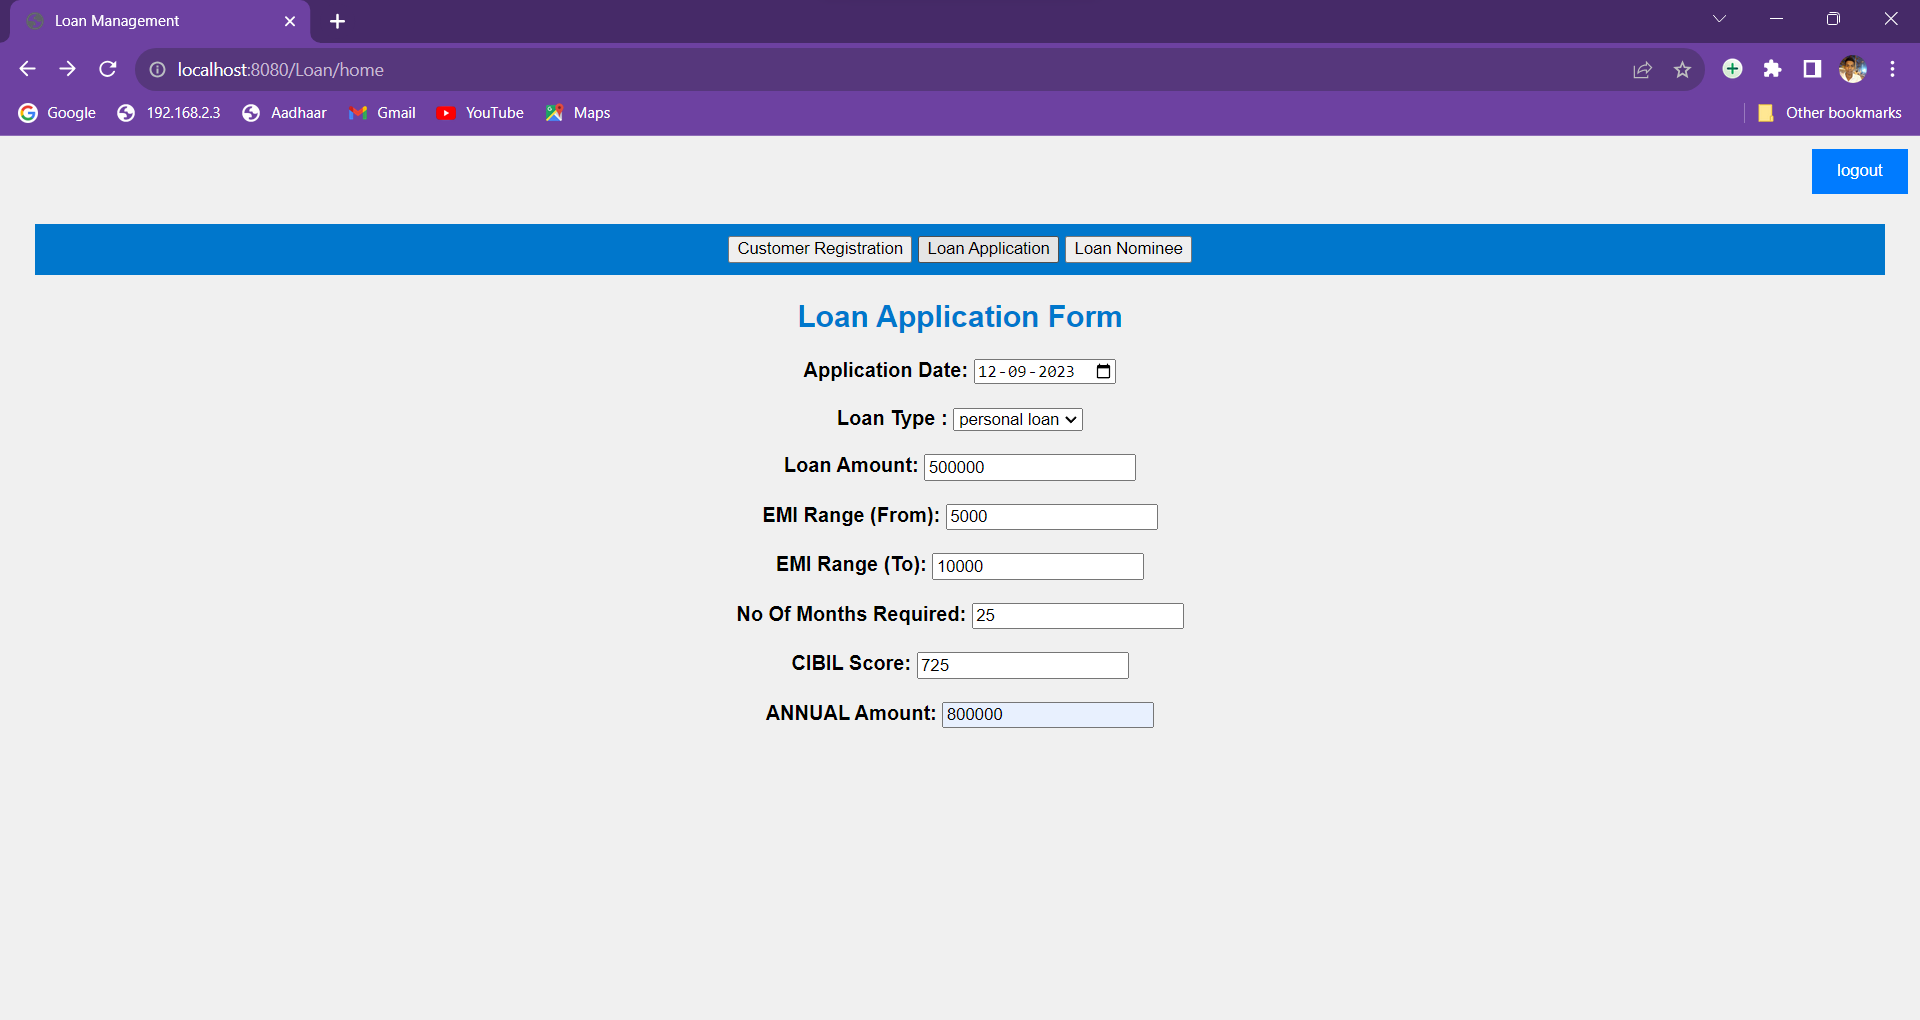 Loan Management
localhost:8080/Loan/home
Google 192.168.2.3 Aadhaar Gmail YouTube Maps Other bookmarks
logout
Customer Registration Loan Application Loan Nominee
Loan Application Form
Application Date: 12-09-2023
Loan Type : personal loan
Loan Amount: 500000
EMI Range (From): 5000
EMI Range (To): 10000
No Of Months Required: 25
CIBIL Score: 725
ANNUAL Amount: 800000